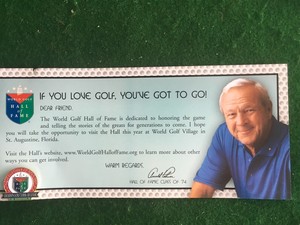 WORLD GOLF
HALL
OF FAME
IF YOU LOVE GOLF, YOU'VE GOT TO GO!
DEAR FRIEND,
The World Golf Hall of Fame is dedicated to honoring the game
and telling the stories of the greats for generations to come. I hope
you will take the opportunity to visit the Hall this year at World Golf Village in
St. Augustine, Florida.
Visit the Hall's website, www.WorldGolfHallofFame.org to learn more about other
ways you can get involved.
WARM REGARDS,
HALL OF FAME CLASS OF '74